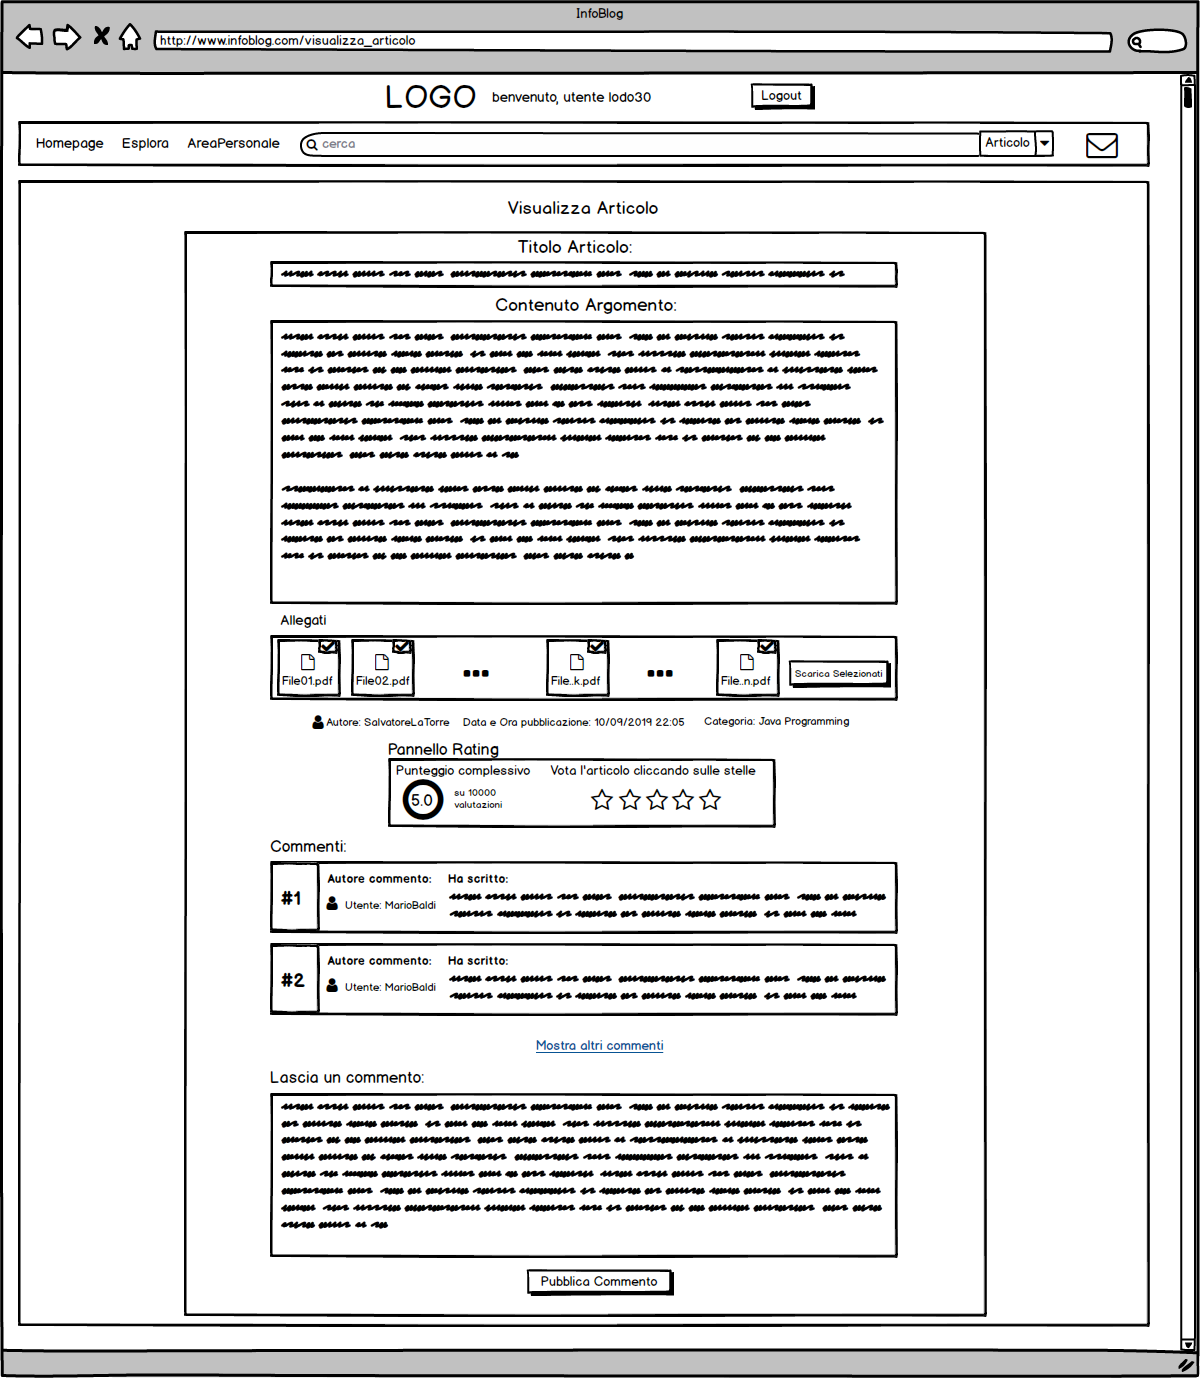 InfoBlog
http://www.infoblog.com/visualizza_articolo
LOGO benvenuto, utente lodo30 Logout
Homepage Esplora AreaPersonale cerca Articolo
Visualizza Articolo
Titolo Articolo:
Contenuto Argomento:
Allegati
File01.pdf File02.pdf File..k.pdf File..n.pdf Scarica Selezionati
Autore: SalvatoreLaTorre Data e Ora pubblicazione: 10/09/2019 22:05 Categoria: Java Programming
Pannello Rating
Punteggio complessivo Vota l'articolo cliccando sulle stelle
5.0 su 10000
valutazioni
Commenti:
#1 Autore commento: Ha scritto:
Utente: MarioBaldi
#2 Autore commento: Ha scritto:
Utente: MarioBaldi
Mostra altri commenti
Lascia un commento:
Pubblica Commento